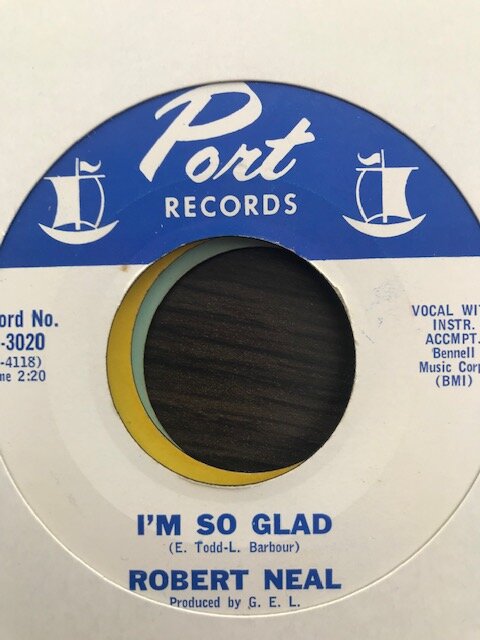 Port
RECORDS
ord No.
-3020
-4118)
me 2:20
VOCAL WIT
INSTR.
ACCMPT.
Bennell
Music Corp
(BMI)
I'M SO GLAD
(E. Todd-L. Barbour)
ROBERT NEAL
Produced by G. E. L.